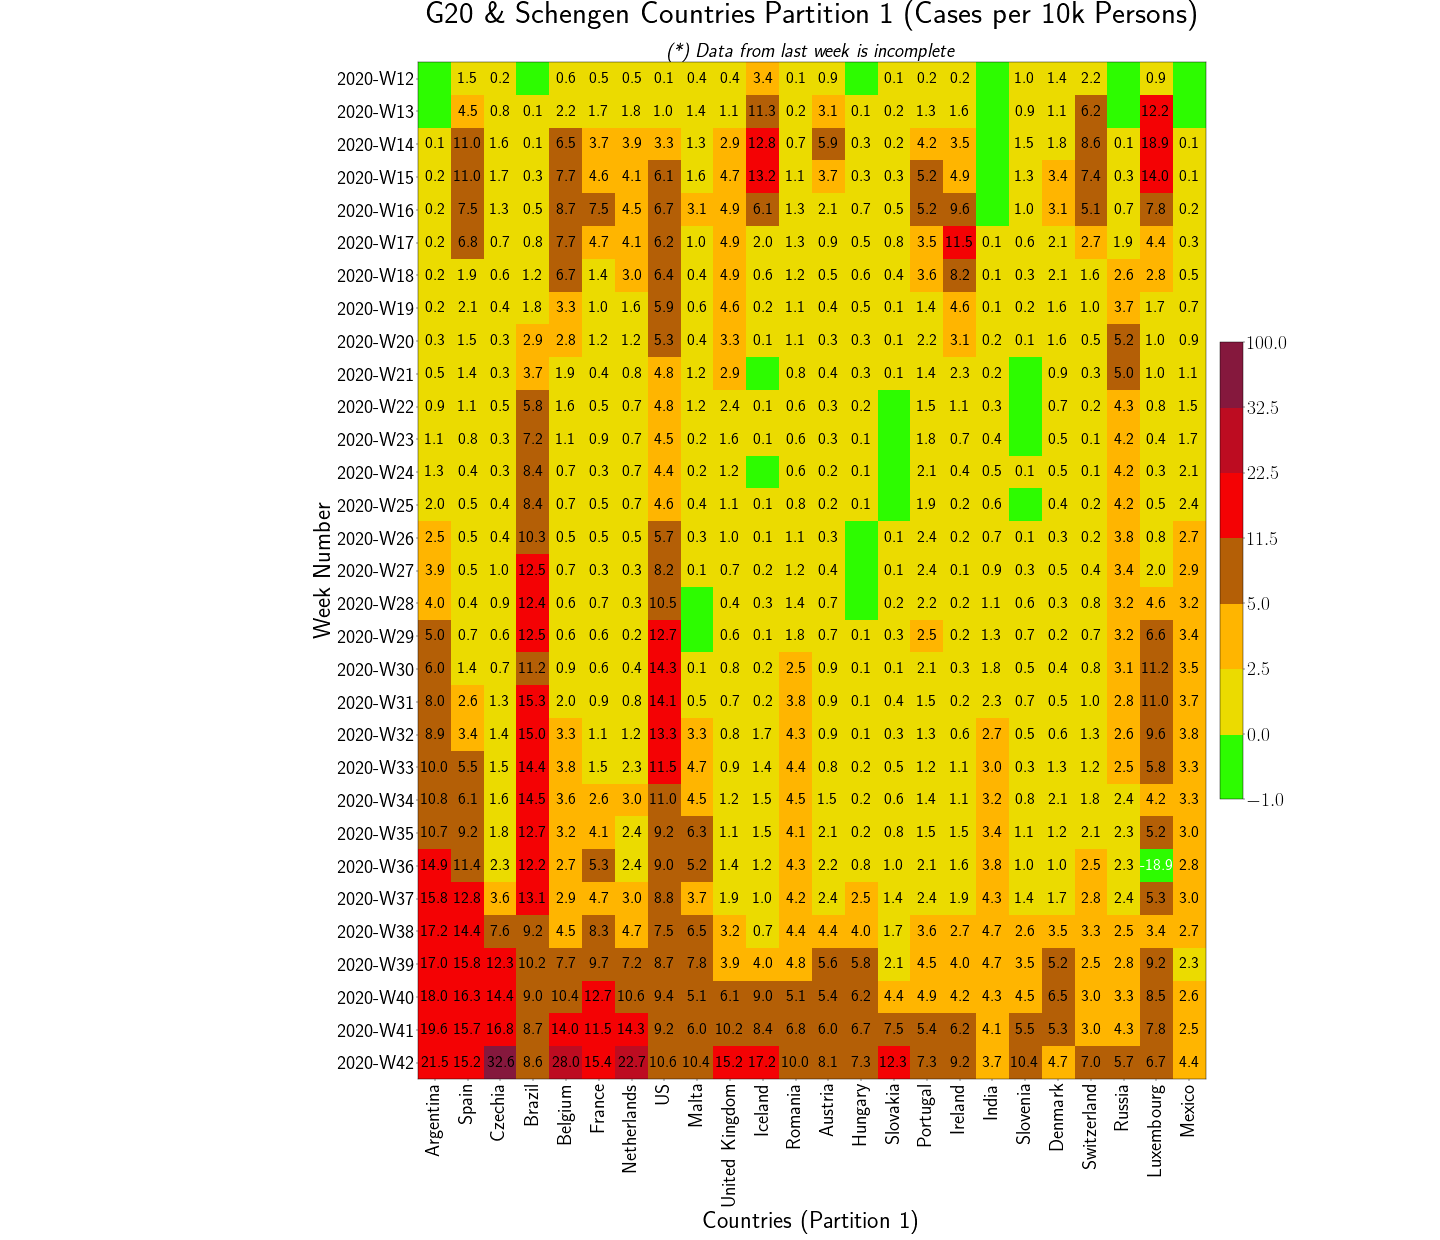 G20 & Schengen Countries Partition 1 (Cases per 10k Persons)
(*) Data from last week is incomplete
2020-W12 1.5 0.2 0.6 0.5 0.5 0.1 0.4 0.4 3.4 0.1 0.9 0.1 0.2 0.2 1.0 1.4 2.2 0.9
2020-W13 4.5 0.8 0.1 2.2 1.7 1.8 1.0 1.4 1.1 11.3 0.2 3.1 0.1 0.2 1.3 1.6 0.9 1.1 6.2 12.2
2020-W14 0.1 11.0 1.6 0.1 6.5 3.7 3.9 3.3 1.3 2.9 12.8 0.7 5.9 0.3 0.2 4.2 3.5 1.5 1.8 8.6 0.1 18.9 0.1
2020-W15 0.2 11.0 1.7 0.3 7.7 4.6 4.1 6.1 1.6 4.7 13.2 1.1 3.7 0.3 0.3 5.2 4.9 1.3 3.4 7.4 0.3 14.0 0.1
2020-W16 0.2 7.5 1.3 0.5 8.7 7.5 4.5 6.7 3.1 4.9 6.1 1.3 2.1 0.7 0.5 5.2 9.6 1.0 3.1 5.1 0.7 7.8 0.2
2020-W17 0.2 6.8 0.7 0.8 7.7 4.7 4.1 6.2 1.0 4.9 2.0 1.3 0.9 0.5 0.8 3.5 11.5 0.1 0.6 2.1 2.7 1.9 4.4 0.3
2020-W18 0.2 1.9 0.6 1.2 6.7 1.4 3.0 6.4 0.4 4.9 0.6 1.2 0.5 0.6 0.4 3.6 8.2 0.1 0.3 2.1 1.6 2.6 2.8 0.5
2020-W19 0.2 2.1 0.4 1.8 3.3 1.0 1.6 5.9 0.6 4.6 0.2 1.1 0.4 0.5 0.1 1.4 4.6 0.1 0.2 1.6 1.0 3.7 1.7 0.7
2020-W20 0.3 1.5 0.3 2.9 2.8 1.2 1.2 5.3 0.4 3.3 0.1 1.1 0.3 0.3 0.1 2.2 3.1 0.2 0.1 1.6 0.5 5.2 1.0 0.9
2020-W21 0.5 1.4 0.3 3.7 1.9 0.4 0.8 4.8 1.2 2.9 0.8 0.4 0.3 0.1 1.4 2.3 0.2 0.9 0.3 5.0 1.0 1.1
2020-W22 0.9 1.1 0.5 5.8 1.6 0.5 0.7 4.8 1.2 2.4 0.1 0.6 0.3 0.2 1.5 1.1 0.3 0.7 0.2 4.3 0.8 1.5
2020-W23 1.1 0.8 0.3 7.2 1.1 0.9 0.7 4.5 0.2 1.6 0.1 0.6 0.3 0.1 1.8 0.7 0.4 0.5 0.1 4.2 0.4 1.7
2020-W24 1.3 0.4 0.3 8.4 0.7 0.3 0.7 4.4 0.2 1.2 0.6 0.2 0.1 2.1 0.4 0.5 0.1 0.5 0.1 4.2 0.3 2.1
2020-W25 2.0 0.5 0.4 8.4 0.7 0.5 0.7 4.6 0.4 1.1 0.1 0.8 0.2 0.1 1.9 0.2 0.6 0.4 0.2 4.2 0.5 2.4
2020-W26 2.5 0.5 0.4 10.3 0.5 0.5 0.5 5.7 0.3 1.0 0.1 1.1 0.3 0.1 2.4 0.2 0.7 0.1 0.3 0.2 3.8 0.8 2.7
2020-W27 3.9 0.5 1.0 12.5 0.7 0.3 0.3 8.2 0.1 0.7 0.2 1.2 0.4 0.1 2.4 0.1 0.9 0.3 0.5 0.4 3.4 2.0 2.9
2020-W28 4.0 0.4 0.9 12.4 0.6 0.7 0.3 10.5 0.4 0.3 1.4 0.7 0.2 2.2 0.2 1.1 0.6 0.3 0.8 3.2 4.6 3.2
2020-W29 5.0 0.7 0.6 12.5 0.6 0.6 0.2 12.7 0.6 0.1 1.8 0.7 0.1 0.3 2.5 0.2 1.3 0.7 0.2 0.7 3.2 6.6 3.4
2020-W30 6.0 1.4 0.7 11.2 0.9 0.6 0.4 14.3 0.1 0.8 0.2 2.5 0.9 0.1 0.1 2.1 0.3 1.8 0.5 0.4 0.8 3.1 11.2 3.5
2020-W31 8.0 2.6 1.3 15.3 2.0 0.9 0.8 14.1 0.5 0.7 0.2 3.8 0.9 0.1 0.4 1.5 0.2 2.3 0.7 0.5 1.0 2.8 11.0 3.7
2020-W32 8.9 3.4 1.4 15.0 3.3 1.1 1.2 13.3 3.3 0.8 1.7 4.3 0.9 0.1 0.3 1.3 0.6 2.7 0.5 0.6 1.3 2.6 9.6 3.8
2020-W33 10.0 5.5 1.5 14.4 3.8 1.5 2.3 11.5 4.7 0.9 1.4 4.4 0.8 0.2 0.5 1.2 1.1 3.0 0.3 1.3 1.2 2.5 5.8 3.3
2020-W34 10.8 6.1 1.6 14.5 3.6 2.6 3.0 11.0 4.5 1.2 1.5 4.5 1.5 0.2 0.6 1.4 1.1 3.2 0.8 2.1 1.8 2.4 4.2 3.3
2020-W35 10.7 9.2 1.8 12.7 3.2 4.1 2.4 9.2 6.3 1.1 1.5 4.1 2.1 0.2 0.8 1.5 1.5 3.4 1.1 1.2 2.1 2.3 5.2 3.0
2020-W36 14.9 11.4 2.3 12.2 2.7 5.3 2.4 9.0 5.2 1.4 1.2 4.3 2.2 0.8 1.0 2.1 1.6 3.8 1.0 1.0 2.5 2.3 -18.9 2.8
2020-W37 15.8 12.8 3.6 13.1 2.9 4.7 3.0 8.8 3.7 1.9 1.0 4.2 2.4 2.5 1.4 2.4 1.9 4.3 1.4 1.7 2.8 2.4 5.3 3.0
2020-W38 17.2 14.4 7.6 9.2 4.5 8.3 4.7 7.5 6.5 3.2 0.7 4.4 4.4 4.0 1.7 3.6 2.7 4.7 2.6 3.5 3.3 2.5 3.4 2.7
2020-W39 17.0 15.8 12.3 10.2 7.7 9.7 7.2 8.7 7.8 3.9 4.0 4.8 5.6 5.8 2.1 4.5 4.0 4.7 3.5 5.2 2.5 2.8 9.2 2.3
2020-W40 18.0 16.3 14.4 9.0 10.4 12.7 10.6 9.4 5.1 6.1 9.0 5.1 5.4 6.2 4.4 4.9 4.2 4.3 4.5 6.5 3.0 3.3 8.5 2.6
2020-W41 19.6 15.7 16.8 8.7 14.0 11.5 14.3 9.2 6.0 10.2 8.4 6.8 6.0 6.7 7.5 5.4 6.2 4.1 5.5 5.3 3.0 4.3 7.8 2.5
2020-W42 21.5 15.2 32.6 8.6 28.0 15.4 22.7 10.6 10.4 15.2 17.2 10.0 8.1 7.3 12.3 7.3 9.2 3.7 10.4 4.7 7.0 5.7 6.7 4.4
Week Number
Argentina
Spain
Czechia
Brazil
Belgium
France
Netherlands
US
Malta
United Kingdom
Iceland
Romania
Austria
Hungary
Slovakia
Portugal
Ireland
India
Slovenia
Denmark
Switzerland
Russia
Luxembourg
Mexico
Countries (Partition 1)
100.0
32.5
22.5
11.5
5.0
2.5
0.0
−1.0